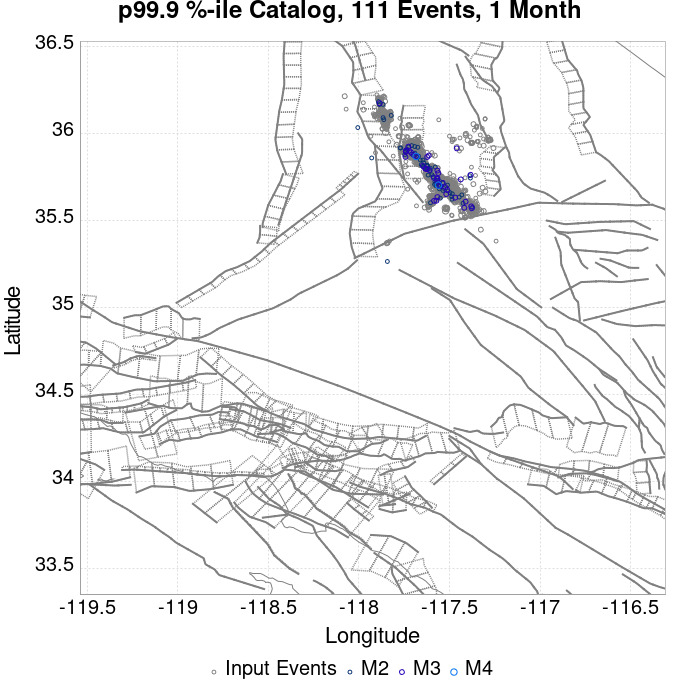 p99.9 %-ile Catalog, 111 Events, 1 Month
36.5
36
35.5
35
34.5
34
33.5
Latitude
-119.5 -119 -118.5 -118 -117.5 -117 -116.5
Longitude
Input Events M2 M3 M4